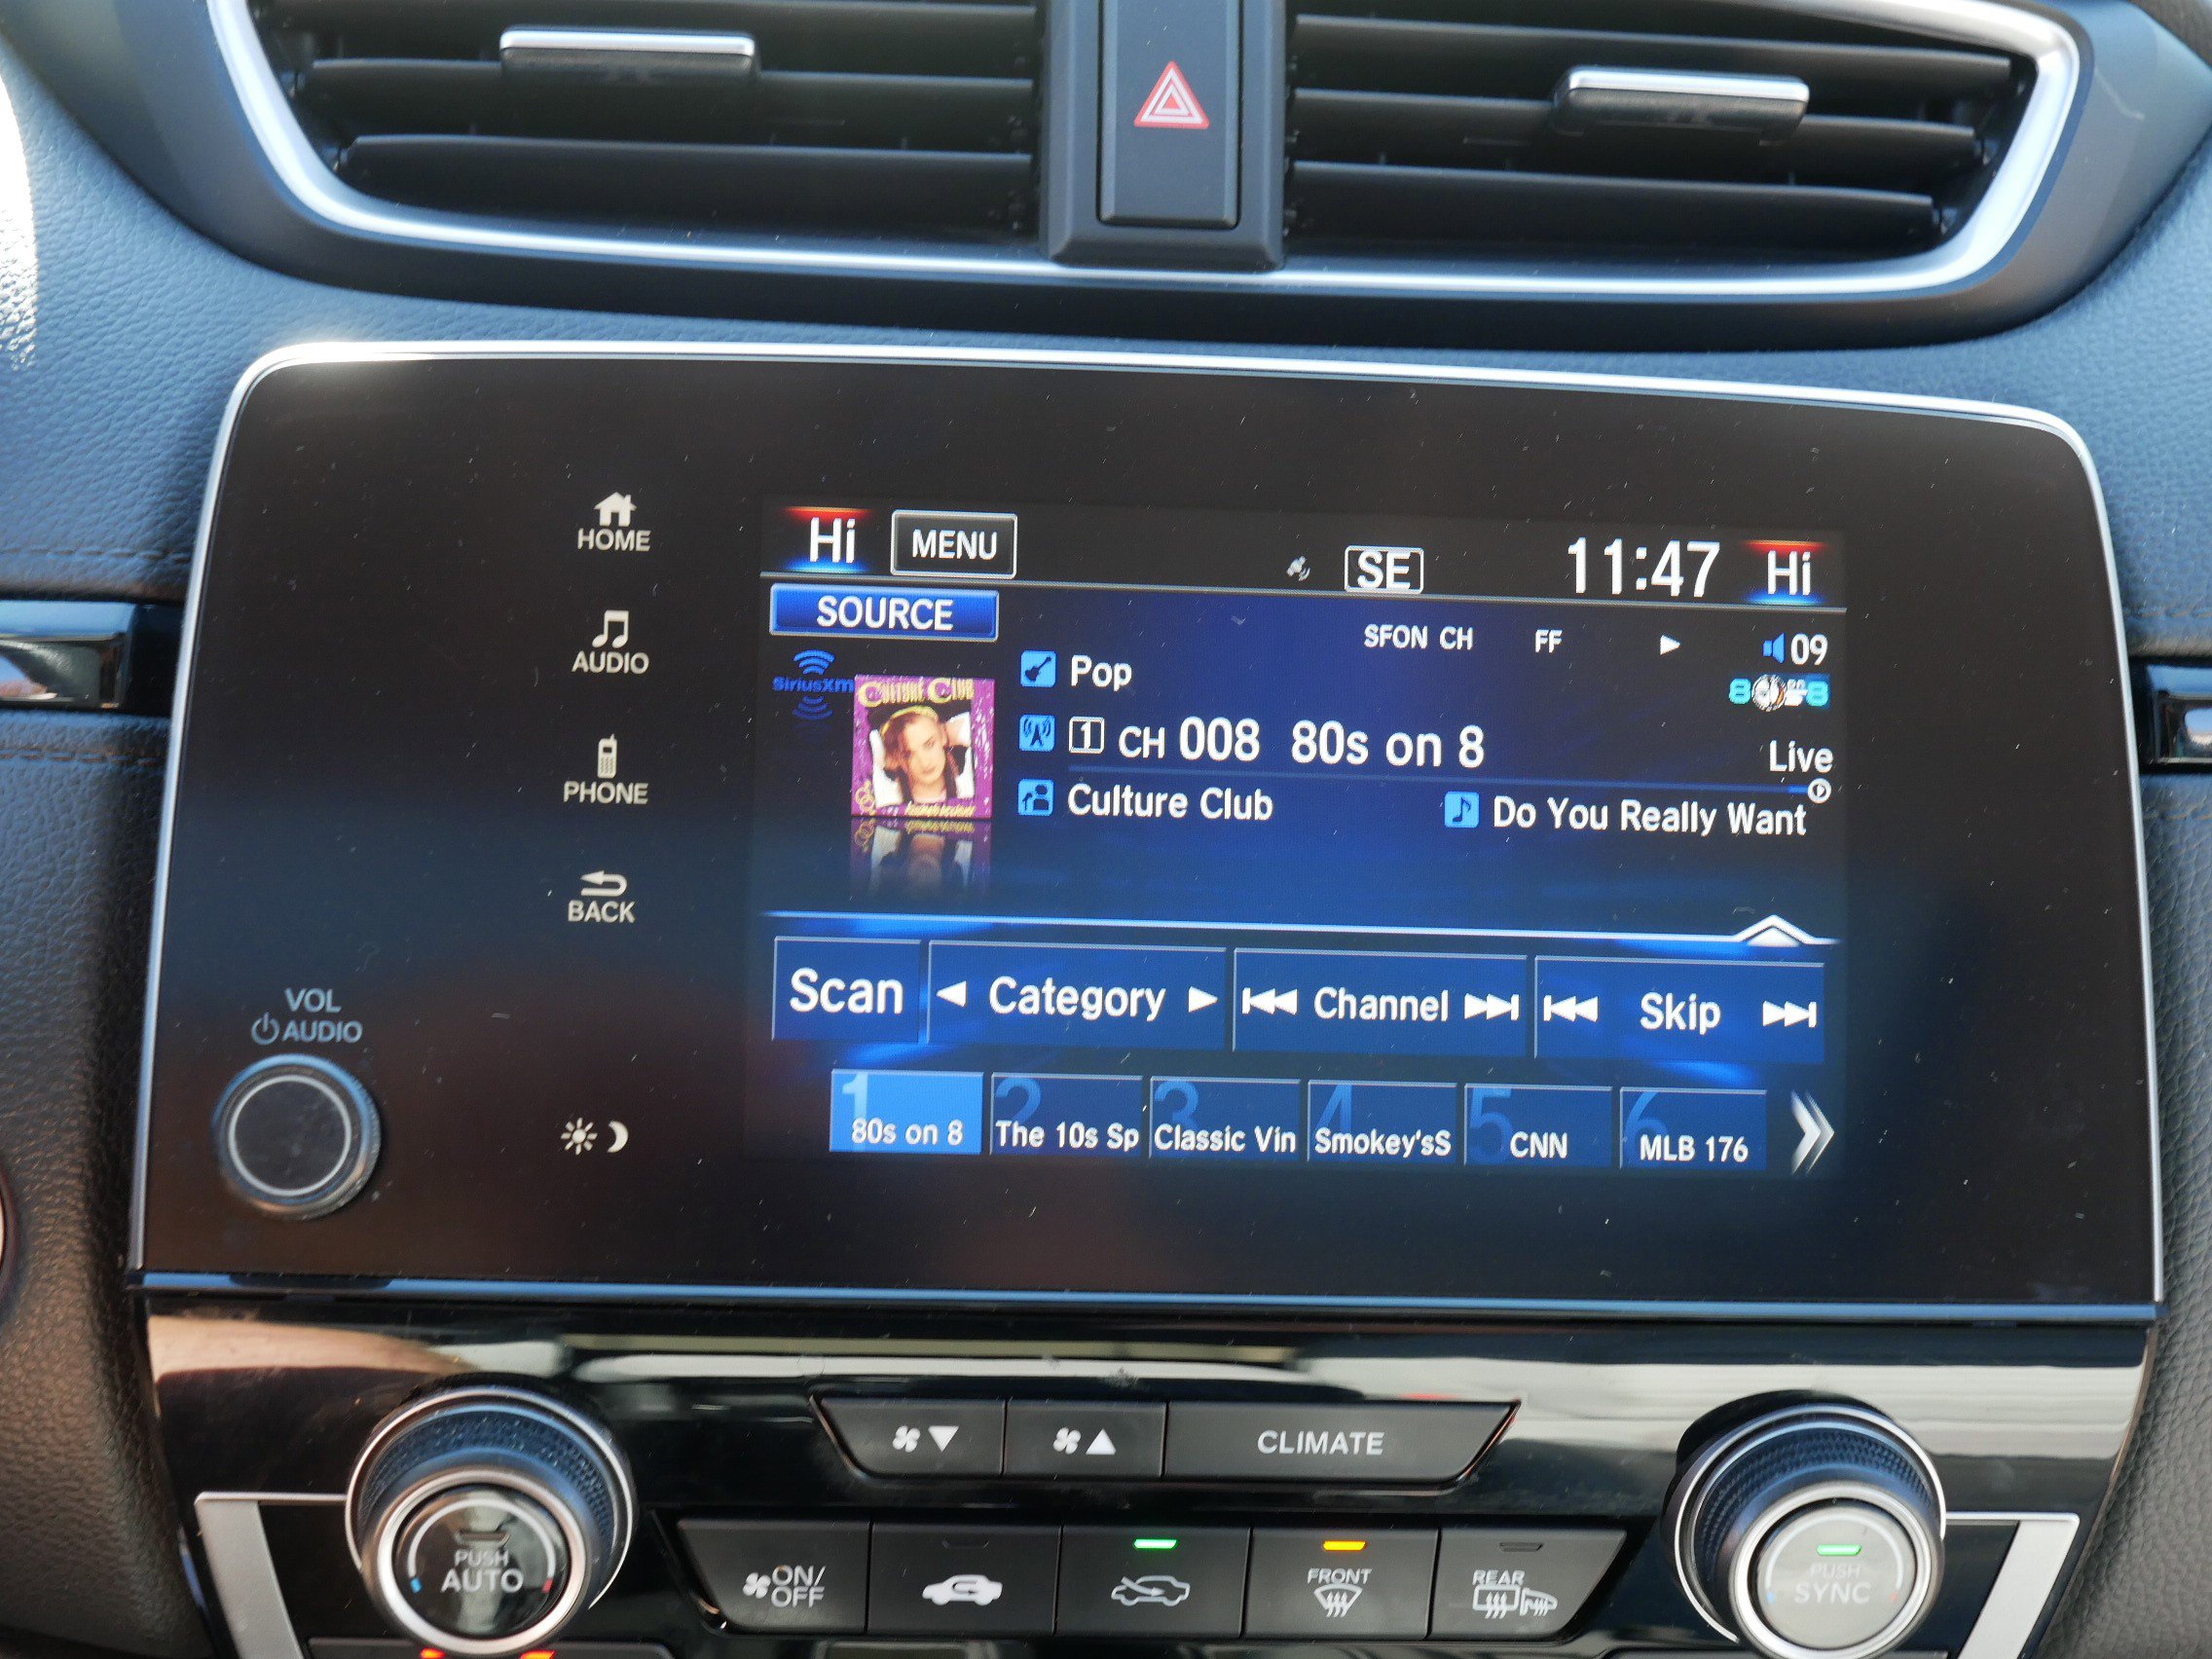 HOME
AUDIO
PHONE
BACK
VOL
AUDIO
Hi MENU SE 11:47 Hi
SOURCE
SFON CH FF 09
SiriusXm
CULTURE CLUB
Pop
8 8
1 CH 008 80s on 8
Live
Culture Club Do You Really Want
Scan Category Channel Skip
1 80s on 8
2 The 10s Sp
3 Classic Vin
4 Smokey'sS
5 CNN
6 MLB 176
CLIMATE
PUSH
AUTO
ON/
OFF
FRONT
REAR
PUSH
SYNC